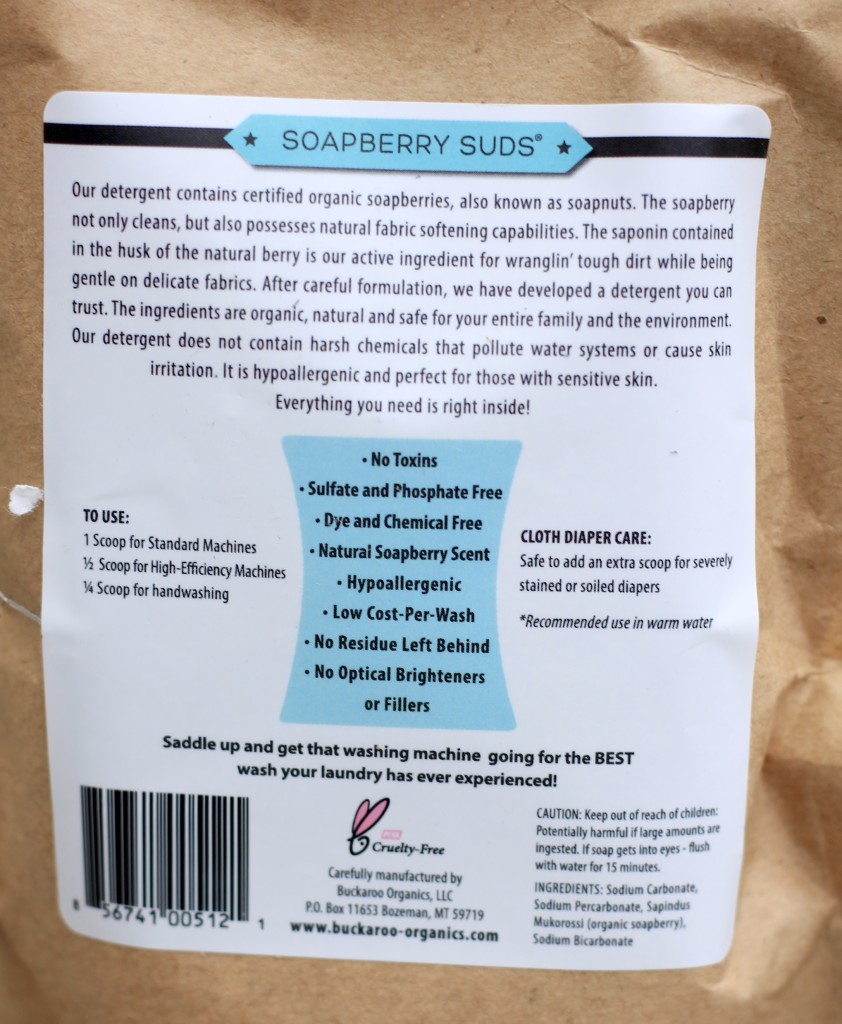 SOAPBERRY SUDS®
Our detergent contains certified organic soapberries, also known as soapnuts. The soapberry
not only cleans, but also possesses natural fabric softening capabilities. The saponin contained
in the husk of the natural berry is our active ingredient for wranglin' tough dirt while being
gentle on delicate fabrics. After careful formulation, we have developed a detergent you can
trust. The ingredients are organic, natural and safe for your entire family and the environment.
Our detergent does not contain harsh chemicals that pollute water systems or cause skin
irritation. It is hypoallergenic and perfect for those with sensitive skin.
Everything you need is right inside!
• No Toxins
• Sulfate and Phosphate Free
• Dye and Chemical Free
• Natural Soapberry Scent
• Hypoallergenic
• Low Cost-Per-Wash
• No Residue Left Behind
• No Optical Brighteners
or Fillers
TO USE:
1 Scoop for Standard Machines
½ Scoop for High-Efficiency Machines
¼ Scoop for handwashing
CLOTH DIAPER CARE:
Safe to add an extra scoop for severely
stained or soiled diapers
*Recommended use in warm water
Saddle up and get that washing machine going for the BEST
wash your laundry has ever experienced!
8 56741 00512 1
PETA
Cruelty-Free
Carefully manufactured by
Buckaroo Organics, LLC
P.O. Box 11653 Bozeman, MT 59719
www.buckaroo-organics.com
CAUTION: Keep out of reach of children.
Potentially harmful if large amounts are
ingested. If soap gets into eyes - flush
with water for 15 minutes.
INGREDIENTS: Sodium Carbonate,
Sodium Percarbonate, Sapindus
Mukorossi (organic soapberry),
Sodium Bicarbonate